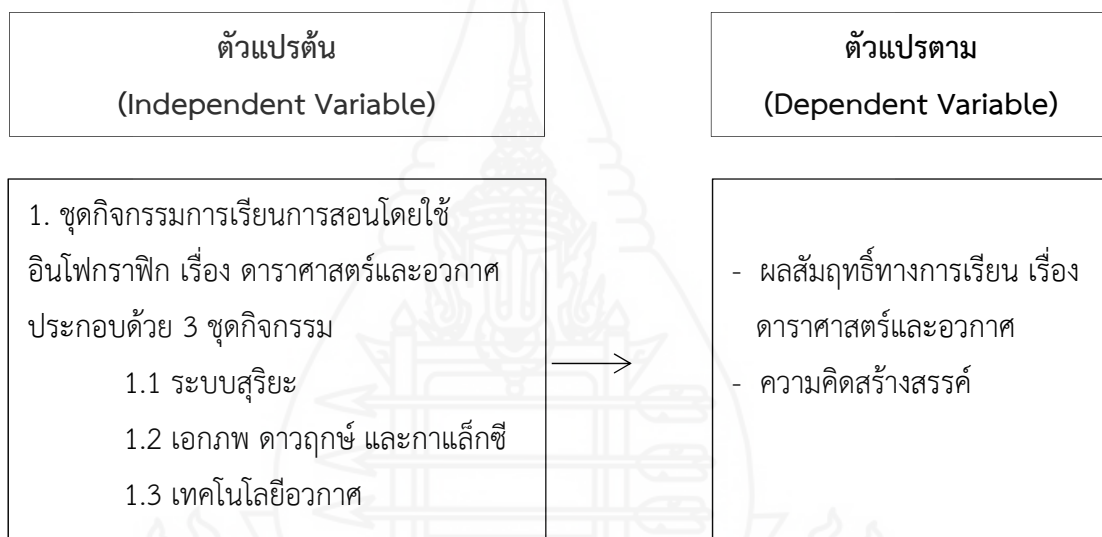 ตัวแปรต้น
(Independent Variable)
ตัวแปรตาม
(Dependent Variable)
1. ชุดกิจกรรมการเรียนการสอนโดยใช้
อินโฟกราฟิก เรื่อง ดาราศาสตร์และอวกาศ
ประกอบด้วย 3 ชุดกิจกรรม
1.1 ระบบสุริยะ
1.2 เอกภพ ดาวฤกษ์ และกาแล็กซี
1.3 เทคโนโลยีอวกาศ
- ผลสัมฤทธิ์ทางการเรียน เรื่อง
ดาราศาสตร์และอวกาศ
- ความคิดสร้างสรรค์